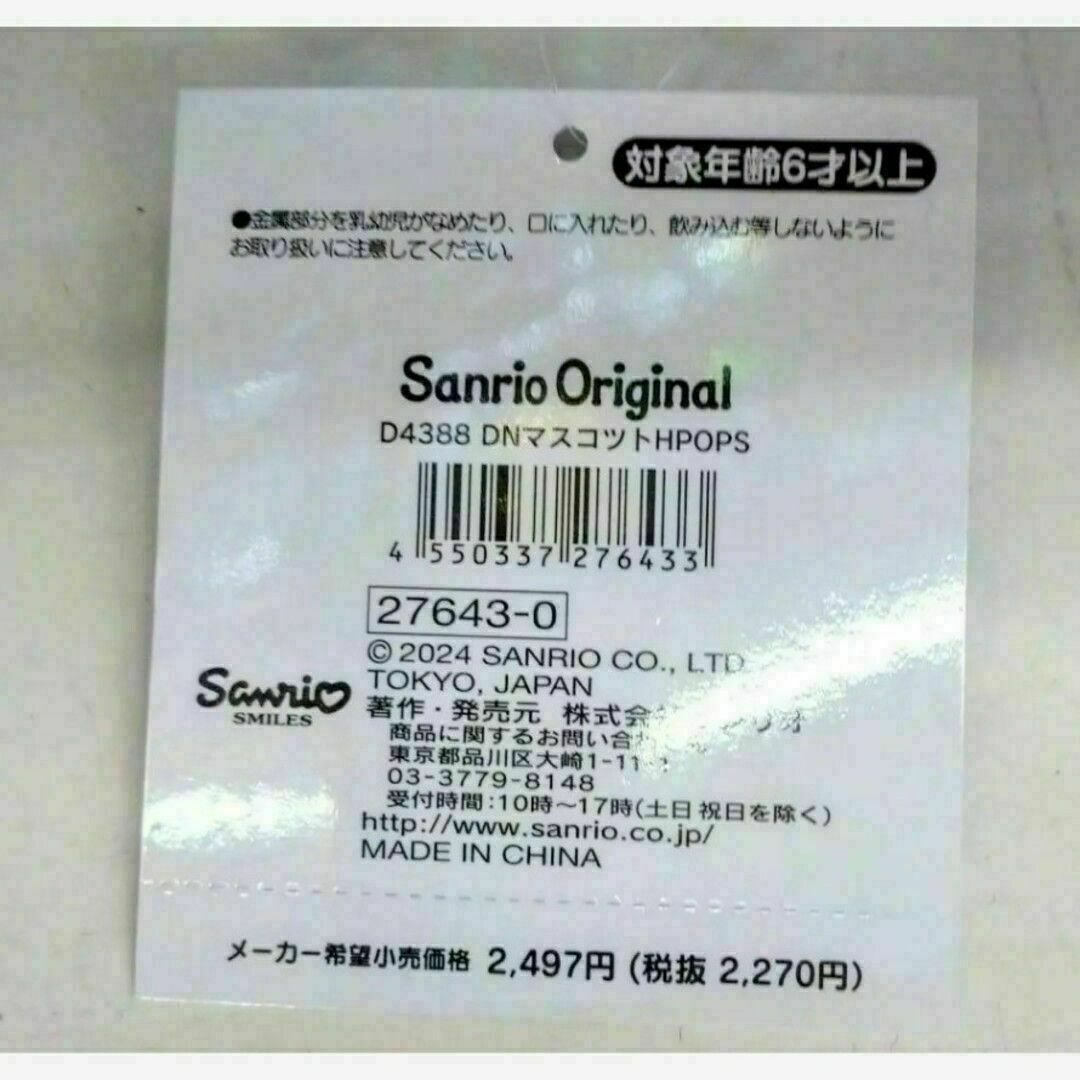 対象年齢6才以上
●金属部分を乳幼児がなめたり、口に入れたり、飲み込む等しないように
お取り扱いに注意してください。
Sanrio Original
D4388 DNマスコツトHPOPS
4 550337 276433
27643-0
© 2024 SANRIO CO., LTD
TOKYO, JAPAN
Sanrio
SMILES
著作・発売元 株式会
商品に関するお問い合
東京都品川区大崎1-11
03-3779-8148
受付時間:10時～17時(土日祝日を除く)
http://www.sanrio.co.jp/
MADE IN CHINA
メーカー希望小売価格 2,497円 (税抜 2,270円)